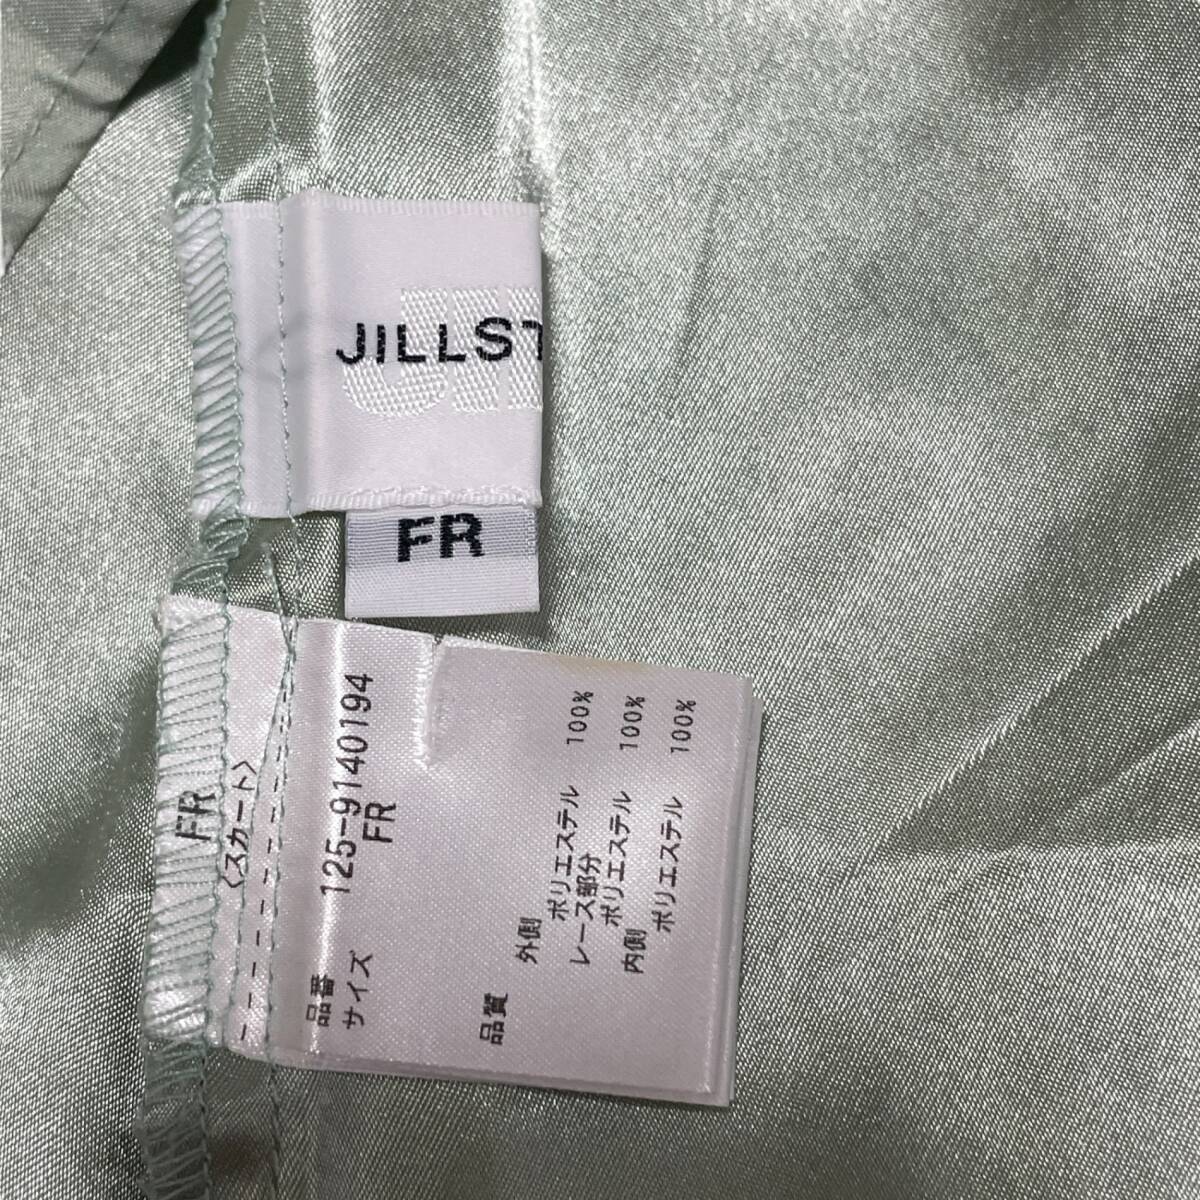 JILLST
JI
FR
FR
〈スカート〉
品番 125-9140194
サイズ FR
品質
外側
ポリエステル 100%
レース部分
ポリエステル 100%
内側
ポリエステル 100%